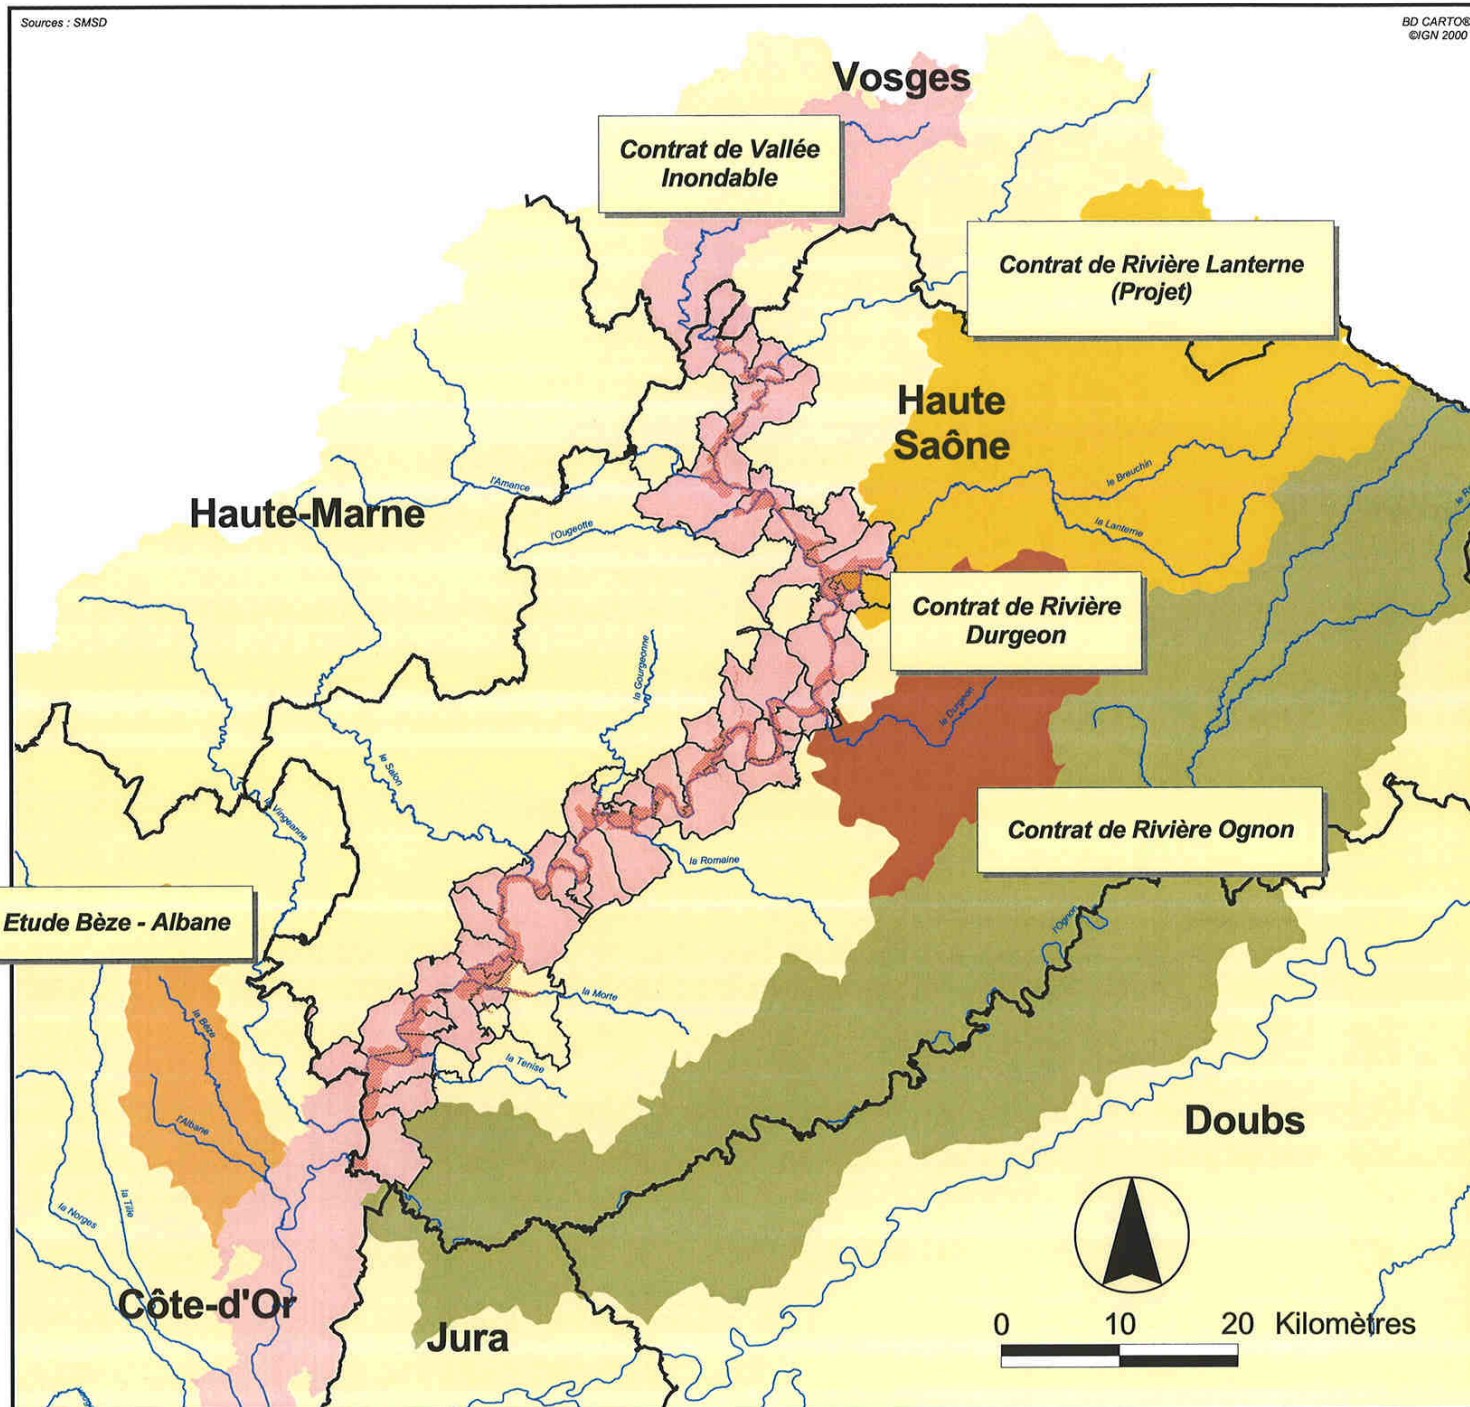 Sources : SMSD
BD CARTO®
©IGN 2000
Vosges
Contrat de Vallée
Inondable
Contrat de Rivière Lanterne
(Projet)
Haute
Saône
le Breuchin
l'Amance
Haute-Marne
la Lanterne
l'Ougeotte
Contrat de Rivière
Durgeon
la Gourgeonne
le Durgeon
le Salon
la Vingeanne
Contrat de Rivière Ognon
la Romaine
Etude Bèze - Albane
l'Ognon
la Morte
la Bèze
la Tenise
l'Albane
Doubs
la Tille
la Norges
Côte-d'Or
Jura
0 10 20 Kilomètres